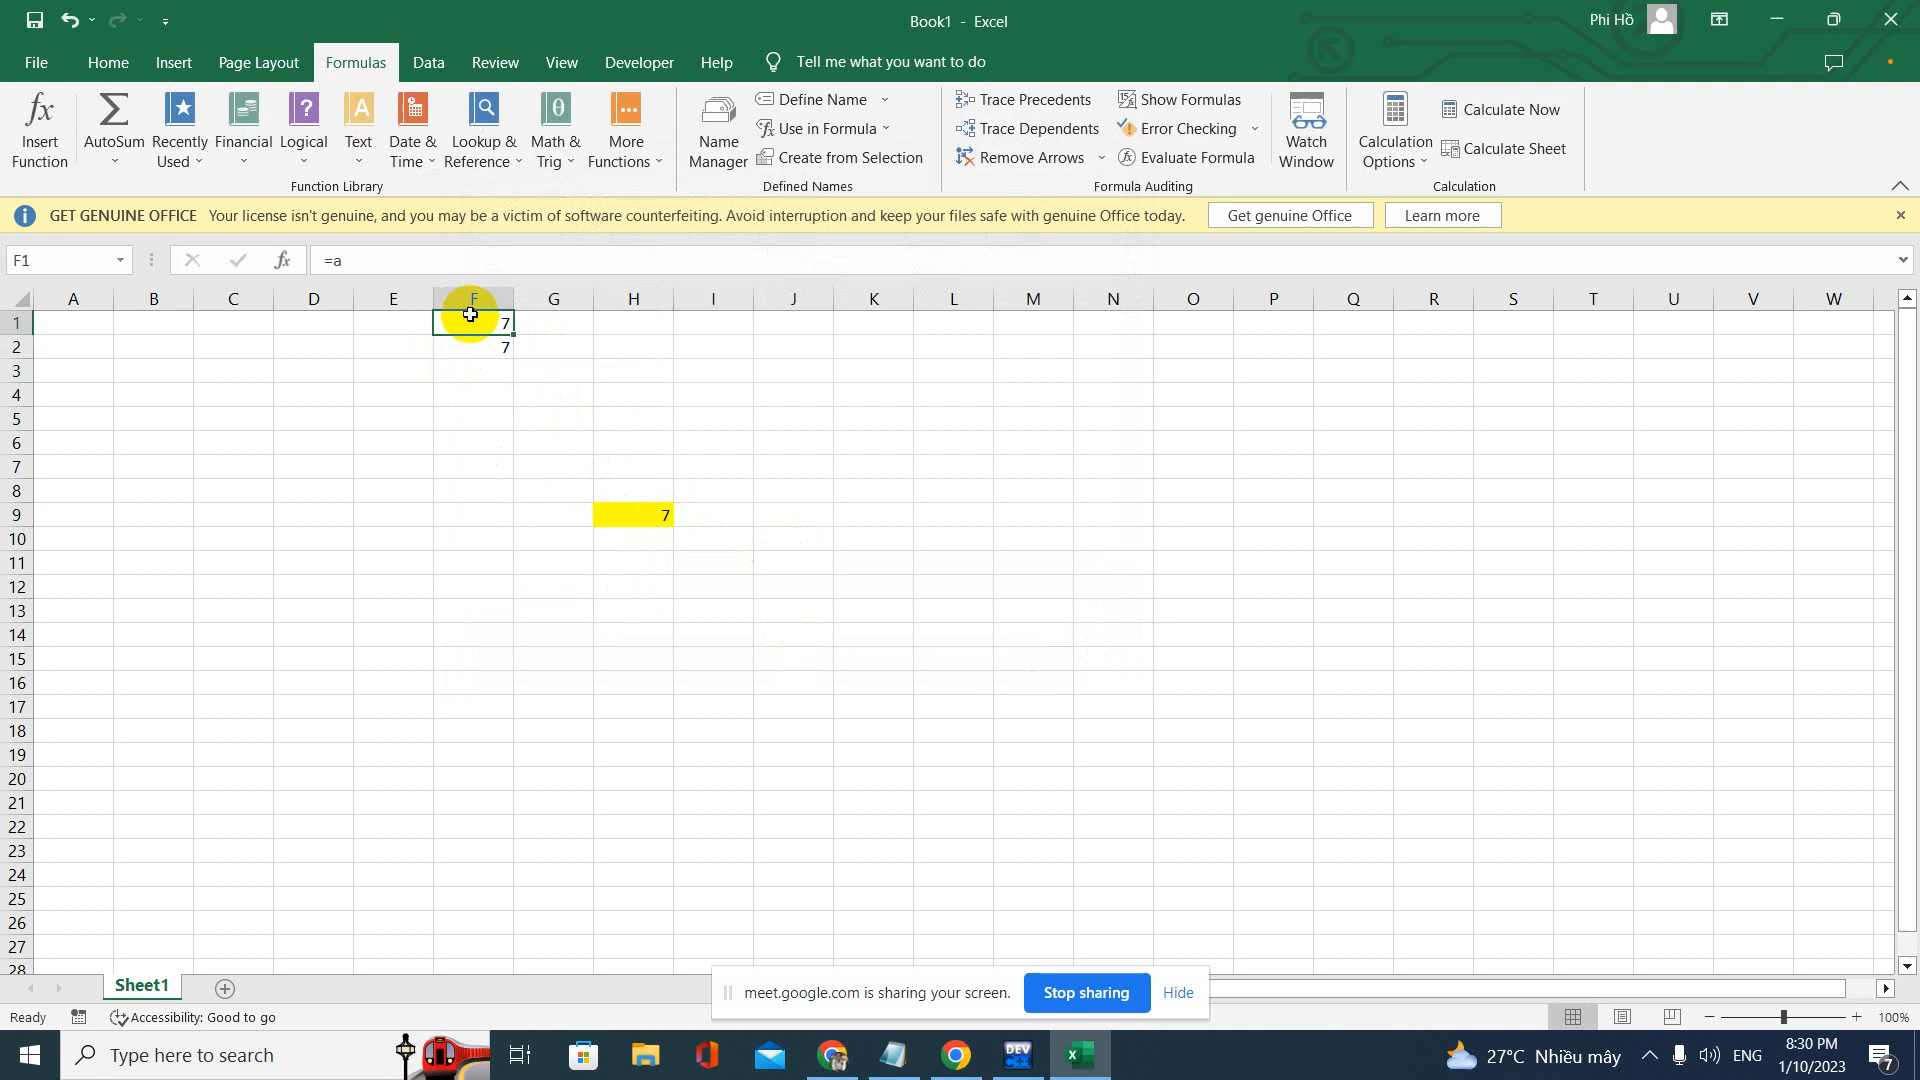 Book1 - Excel
Phi Hồ
File Home Insert Page Layout Formulas Data Review View Developer Help Tell me what you want to do
Insert Function
AutoSum
Recently Used
Financial
Logical
Text
Date & Time
Lookup & Reference
Math & Trig
More Functions
Function Library
Name Manager
Define Name
Use in Formula
Create from Selection
Defined Names
Trace Precedents
Trace Dependents
Remove Arrows
Show Formulas
Error Checking
Evaluate Formula
Formula Auditing
Watch Window
Calculation Options
Calculate Now
Calculate Sheet
Calculation
GET GENUINE OFFICE Your license isn't genuine, and you may be a victim of software counterfeiting. Avoid interruption and keep your files safe with genuine Office today. Get genuine Office Learn more
F1 fx =a
A B C D E F G H I J K L M N O P Q R S T U V W
1 7
2 7
3
4
5
6
7
8
9 7
10
11
12
13
14
15
16
17
18
19
20
21
22
23
24
25
26
27
28
Sheet1
meet.google.com is sharing your screen. Stop sharing Hide
Ready Accessibility: Good to go 100%
Type here to search
DEV
27°C Nhiều mây
ENG
8:30 PM
1/10/2023
7